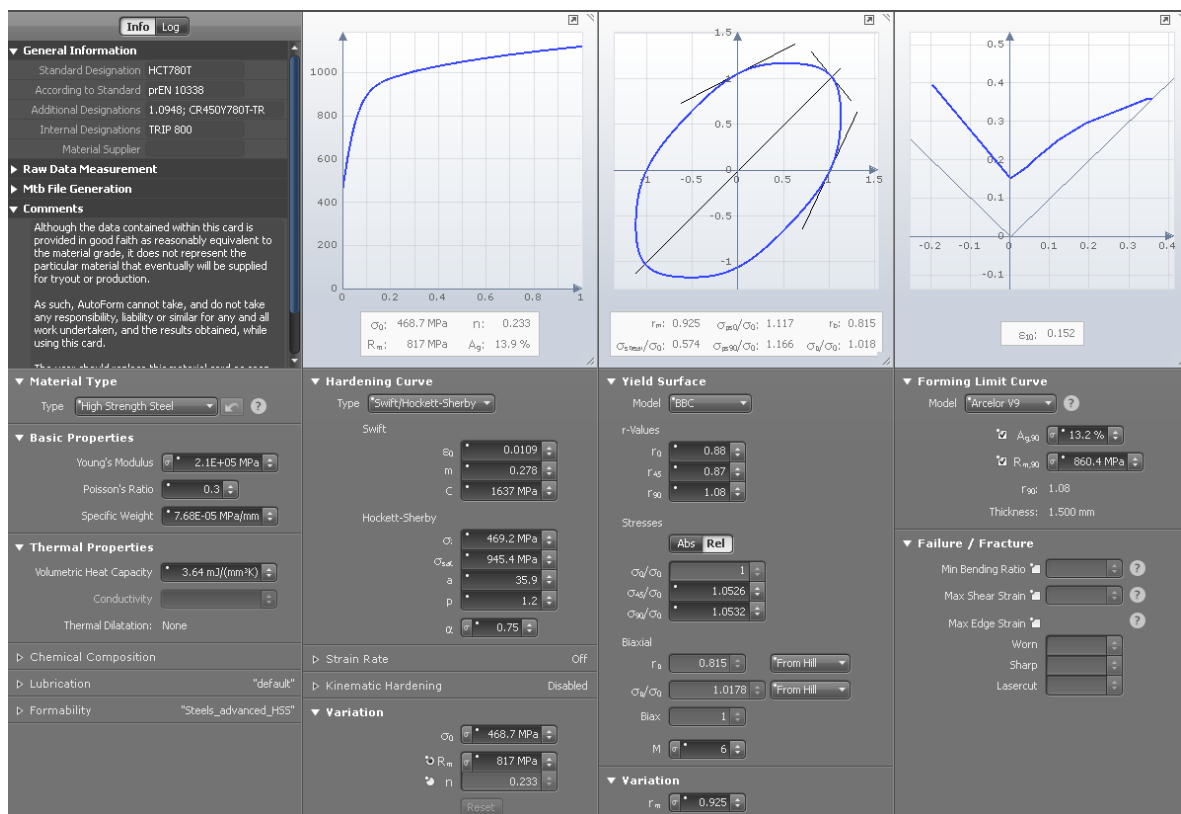 Info Log
General Information
Standard Designation HCT780T
According to Standard prEN 10338
Additional Designations 1.0948; CR450Y780T-TR
Internal Designations TRIP 800
Material Supplier
Raw Data Measurement
Mtb File Generation
Comments
Although the data contained within this card is
provided in good faith as reasonably equivalent to
the material grade, it does not represent the
particular material that eventually will be supplied
for tryout or production.
As such, AutoForm cannot take, and do not take
any responsibility, liability or similar for any and all
work undertaken, and the results obtained, while
using this card.
Material Type
Type High Strength Steel ?
Basic Properties
Young's Modulus σ 2.1E+05 MPa
Poisson's Ratio 0.3
Specific Weight 7.68E-05 MPa/mm
Thermal Properties
Volumetric Heat Capacity 3.64 mJ/(mm³K)
Conductivity
Thermal Dilatation: None
Chemical Composition
Lubrication "default"
Formability "Steels_advanced_HSS"
1000
800
600
400
200
0
0 0.2 0.4 0.6 0.8 1
σ0: 468.7 MPa n: 0.233
Rm: 817 MPa Ag: 13.9 %
Hardening Curve
Type Swift/Hockett-Sherby
Swift
ε0 0.0109
m 0.278
C 1637 MPa
Hockett-Sherby
σi 469.2 MPa
σsat 945.4 MPa
a 35.9
p 1.2
α σ 0.75
Strain Rate Off
Kinematic Hardening Disabled
Variation
σ0 σ 468.7 MPa
Rm σ 817 MPa
n 0.233
Reset
1.5
1
0.5
-1 -0.5 0 0.5 1 1.5
-0.5
-1
rm: 0.925 σps0/σ0: 1.117 rb: 0.815
σshear/σ0: 0.574 σps90/σ0: 1.166 σb/σ0: 1.018
Yield Surface
Model BBC
r-Values
r0 0.88
r45 0.87
r90 1.08
Stresses
Abs Rel
σ0/σ0 1
σ45/σ0 1.0526
σ90/σ0 1.0532
Biaxial
rb 0.815 From Hill
σb/σ0 1.0178 From Hill
Biax 1
M σ 6
Variation
rm σ 0.925
0.5
0.4
0.3
0.2
0.1
0
-0.2 -0.1 0 0.1 0.2 0.3 0.4
-0.1
ε10: 0.152
Forming Limit Curve
Model Arcelor V9 ?
Ag,90 σ 13.2 %
Rm,90 σ 860.4 MPa
r90: 1.08
Thickness: 1.500 mm
Failure / Fracture
Min Bending Ratio ?
Max Shear Strain ?
Max Edge Strain ?
Worn
Sharp
Lasercut